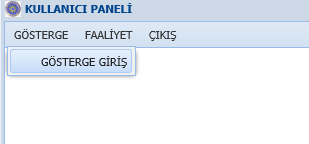 KULLANICI PANELİ
GÖSTERGE FAALİYET ÇIKIŞ
GÖSTERGE GİRİŞ